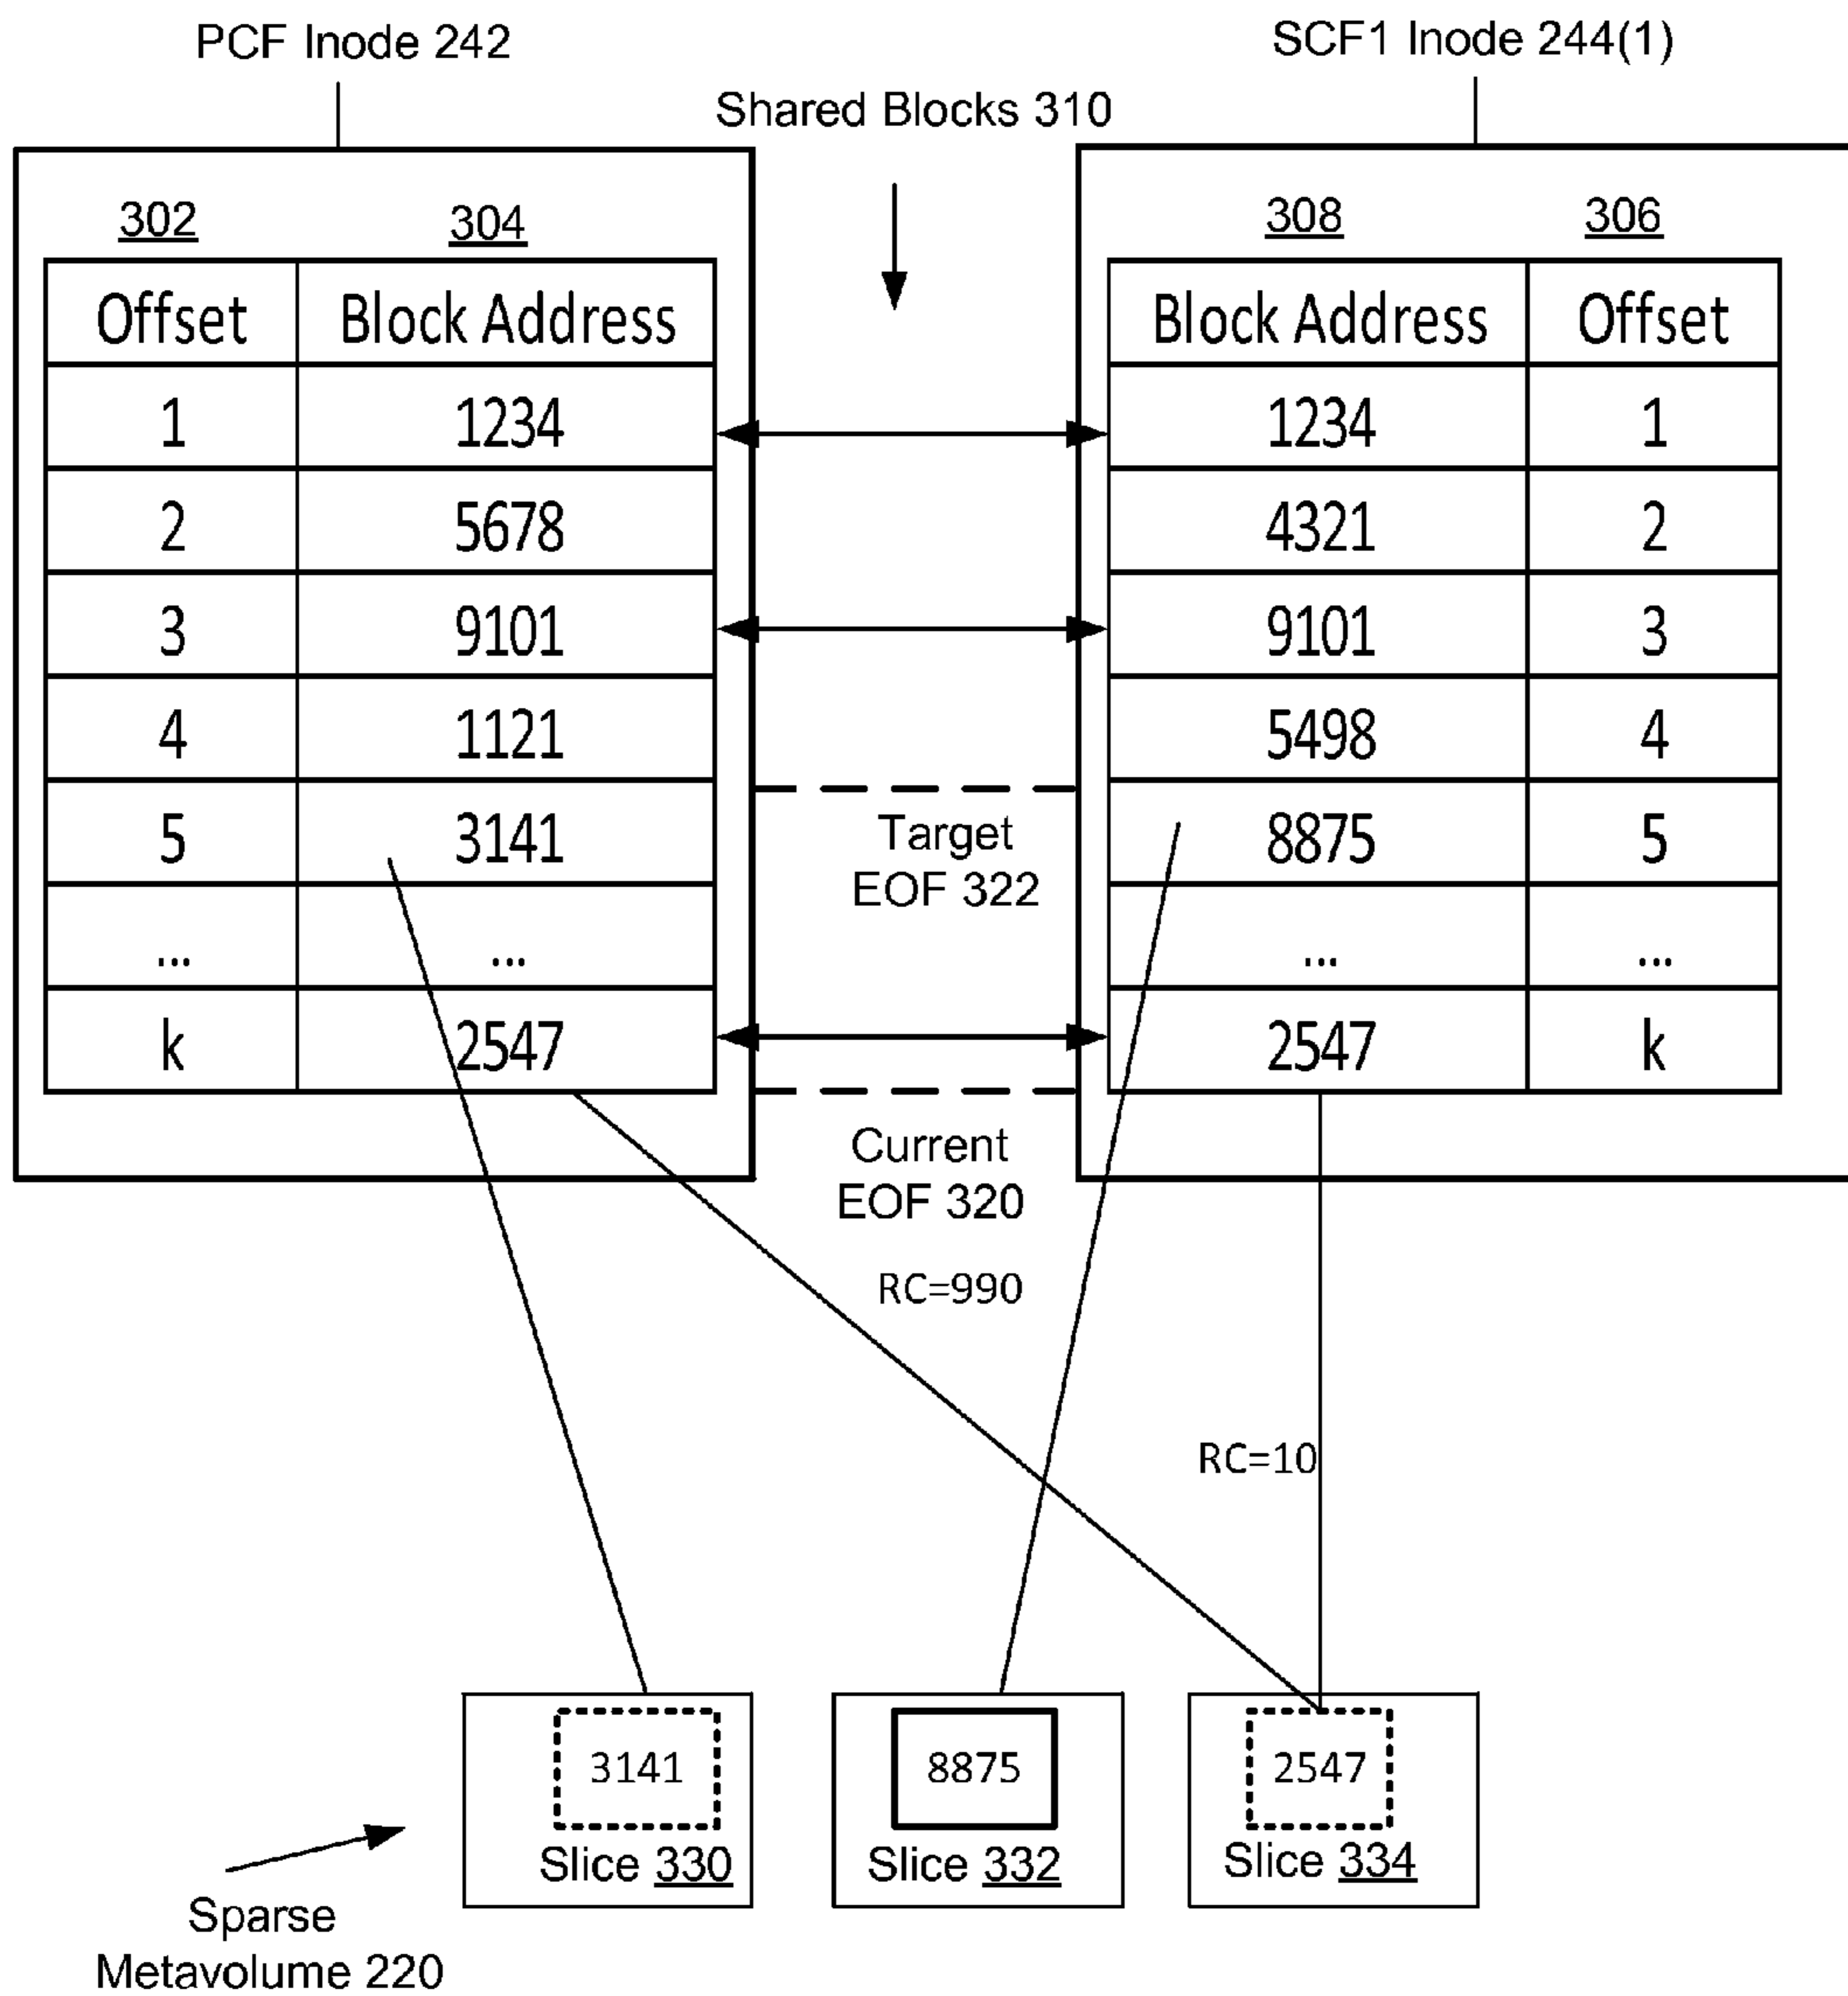 PCF Inode 242
SCF1 Inode 244(1)
Shared Blocks 310
302 304
308 306
Offset Block Address
Block Address Offset
1 1234
1234 1
2 5678
4321 2
3 9101
9101 3
4 1121
5498 4
5 3141
Target
EOF 322
8875 5
... ...
... ...
k 2547
2547 k
Current
EOF 320
RC=990
RC=10
3141
Slice 330
8875
Slice 332
2547
Slice 334
Sparse
Metavolume 220